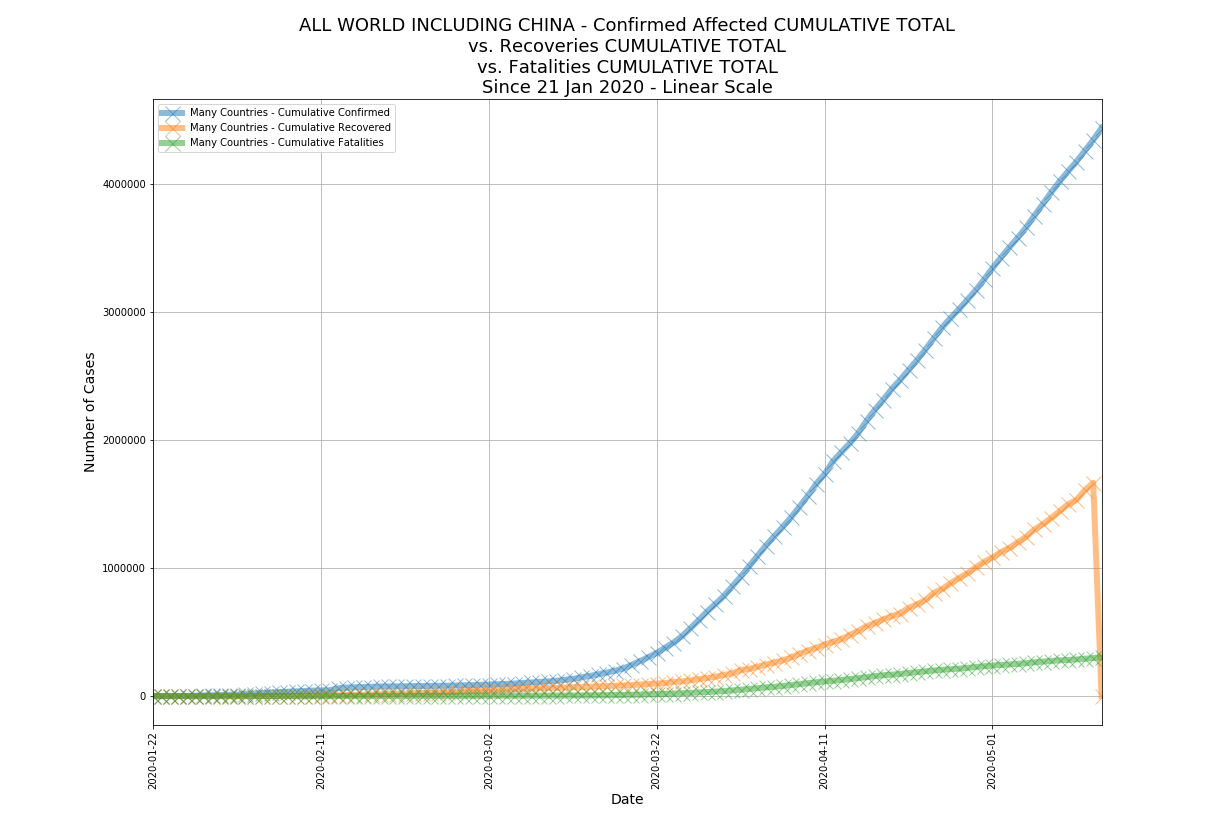 ALL WORLD INCLUDING CHINA - Confirmed Affected CUMULATIVE TOTAL
vs. Recoveries CUMULATIVE TOTAL
vs. Fatalities CUMULATIVE TOTAL
Since 21 Jan 2020 - Linear Scale
Many Countries - Cumulative Confirmed
Many Countries - Cumulative Recovered
Many Countries - Cumulative Fatalities
4000000
3000000
2000000
1000000
0
Number of Cases
2020-01-22
2020-02-11
2020-03-02
2020-03-22
2020-04-11
2020-05-01
Date